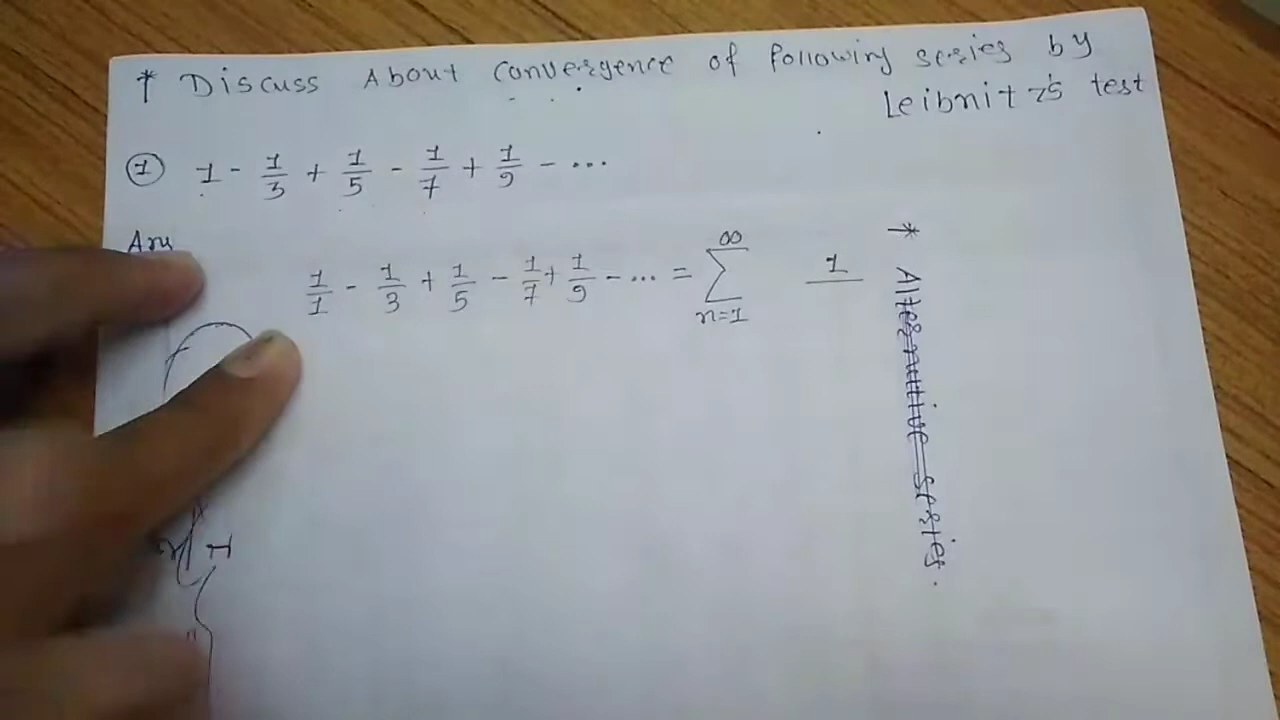 * Discuss About convergence of following series by
Leibnitz's test
① 1 - 1/3 + 1/5 - 1/7 + 1/9 - ...
Ans
1/1 - 1/3 + 1/5 - 1/7 + 1/9 - ... = ∞ ∑ n=1 1/
* Alternative series.